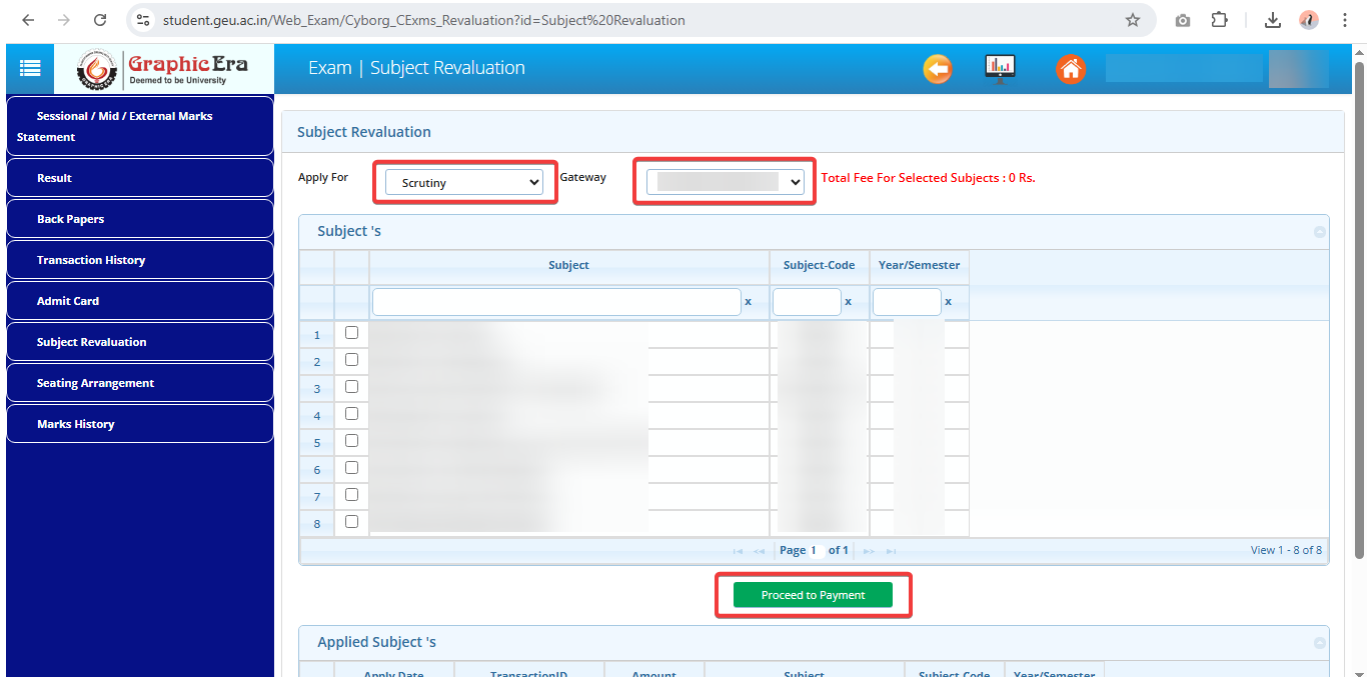 student.geu.ac.in/Web_Exam/Cyborg_CExms_Revaluation?id=Subject%20Revaluation
GraphicEra
Deemed to be University
Exam | Subject Revaluation
Sessional / Mid / External Marks
Statement
Result
Back Papers
Transaction History
Admit Card
Subject Revaluation
Seating Arrangement
Marks History
Subject Revaluation
Apply For Scrutiny Gateway Total Fee For Selected Subjects : 0 Rs.
Subject 's
Subject Subject-Code Year/Semester
x x x
1
2
3
4
5
6
7
8
Page 1 of 1 View 1 - 8 of 8
Proceed to Payment
Applied Subject 's
Apply Date TransactionID Amount Subject Subject Code Year/Semester